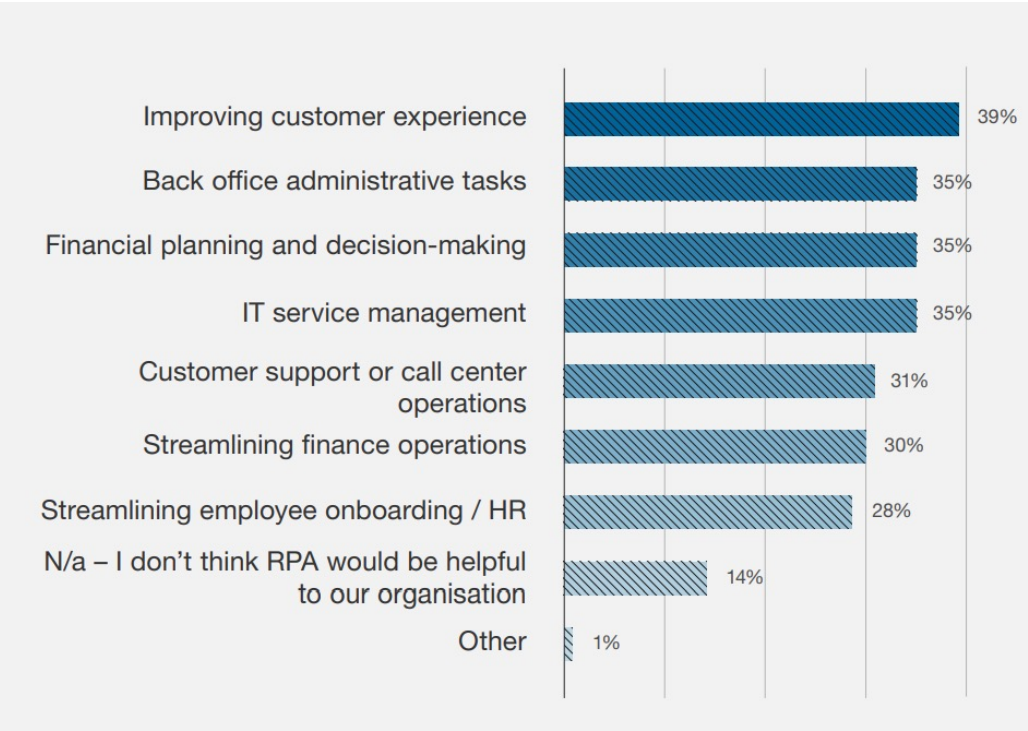 Improving customer experience 39%
Back office administrative tasks 35%
Financial planning and decision-making 35%
IT service management 35%
Customer support or call center
operations 31%
Streamlining finance operations 30%
Streamlining employee onboarding / HR 28%
N/a – I don’t think RPA would be helpful
to our organisation 14%
Other 1%